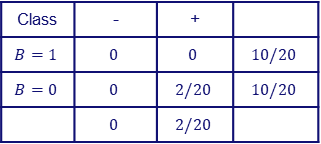 Class - +
B = 1 0 0 10/20
B = 0 0 2/20 10/20
0 2/20